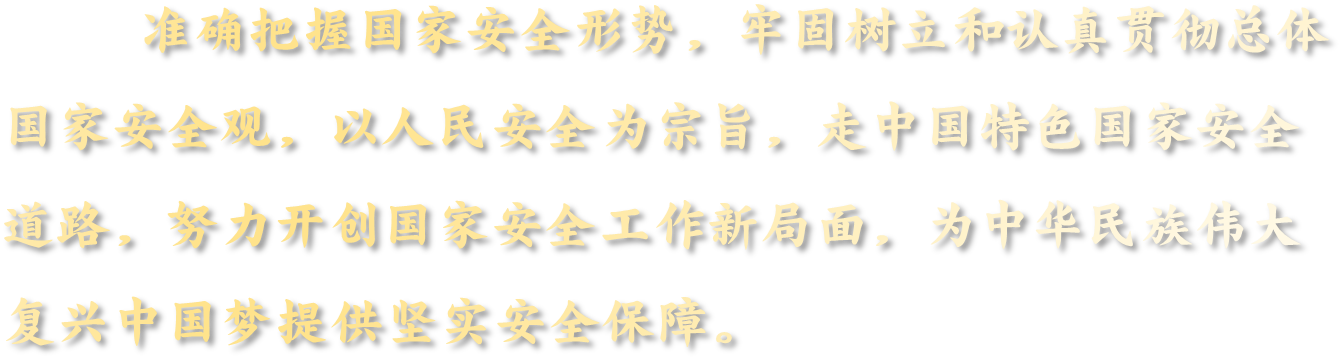 准确把握国家安全形势，牢固树立和认真贯彻总体
国家安全观，以人民安全为宗旨，走中国特色国家安全
道路，努力开创国家安全工作新局面，为中华民族伟大
复兴中国梦提供坚实安全保障。